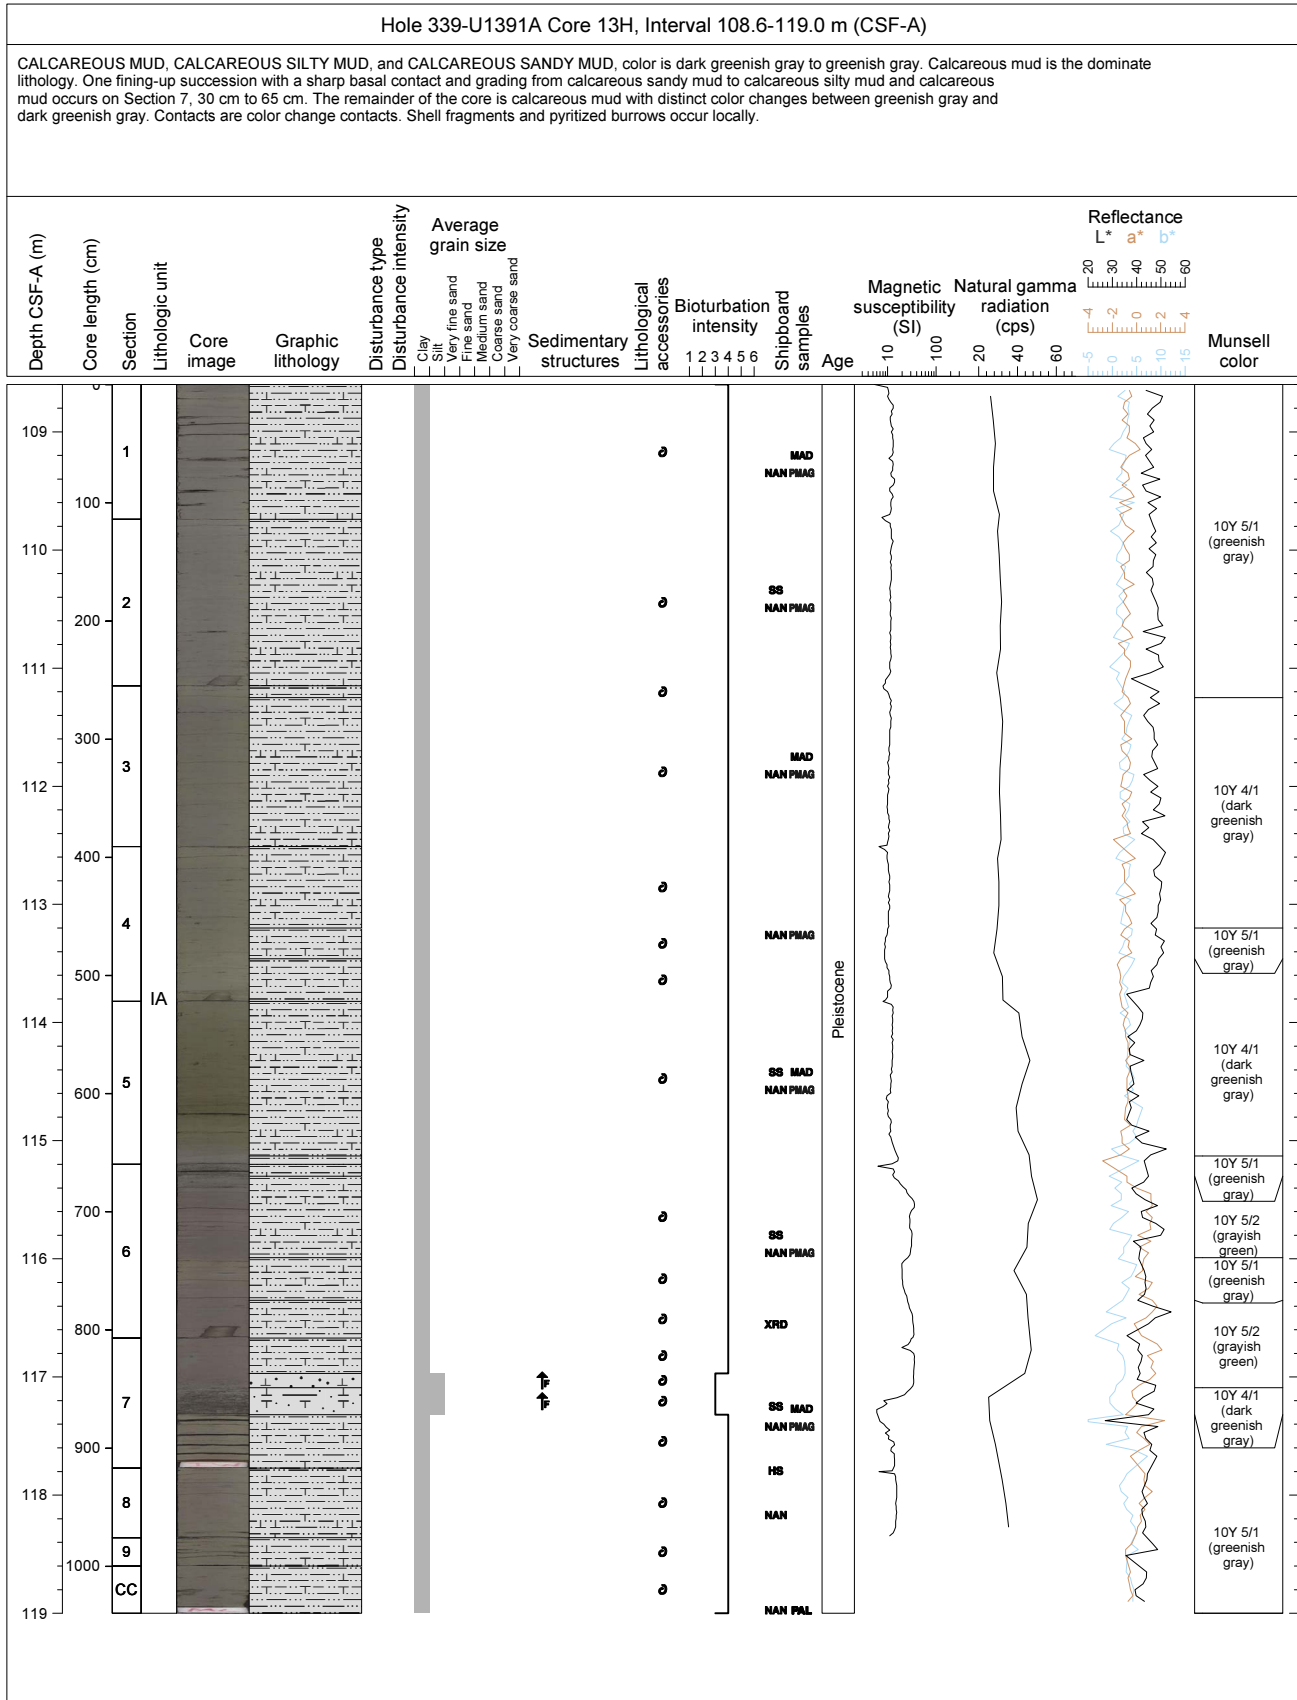 Hole 339-U1391A Core 13H, Interval 108.6-119.0 m (CSF-A)
CALCAREOUS MUD, CALCAREOUS SILTY MUD, and CALCAREOUS SANDY MUD, color is dark greenish gray to greenish gray. Calcareous mud is the dominate
lithology. One fining-up succession with a sharp basal contact and grading from calcareous sandy mud to calcareous silty mud and calcareous
mud occurs on Section 7, 30 cm to 65 cm. The remainder of the core is calcareous mud with distinct color changes between greenish gray and
dark greenish gray. Contacts are color change contacts. Shell fragments and pyritized burrows occur locally.
Depth CSF-A (m)
Core length (cm)
Section
Lithologic unit
Core
image
Graphic
lithology
Disturbance type
Disturbance intensity
Average
grain size
Clay
Silt
Very fine sand
Fine sand
Medium sand
Coarse sand
Very coarse sand
Sedimentary
structures
Lithological
accessories
Bioturbation
intensity
1 2 3 4 5 6
Shipboard
samples
Age
Magnetic
susceptibility
(SI)
10 100
Natural gamma
radiation
(cps)
20 40 60
Reflectance
L* a* b*
20 30 40 50 60
-4 -2 0 2 4
-5 0 5 10 15
Munsell
color
109
110
111
112
113
114
115
116
117
118
119
0
100
200
300
400
500
600
700
800
900
1000
1
2
3
4
5
6
7
8
9
CC
IA
F
F
MAD
NAN PMAG
SS
NAN PMAG
MAD
NAN PMAG
NAN PMAG
SS MAD
NAN PMAG
SS
NAN PMAG
XRD
SS MAD
NAN PMAG
HS
NAN
NAN PAL
Pleistocene
10Y 5/1
(greenish
gray)
10Y 4/1
(dark
greenish
gray)
10Y 5/1
(greenish
gray)
10Y 4/1
(dark
greenish
gray)
10Y 5/1
(greenish
gray)
10Y 5/2
(grayish
green)
10Y 5/1
(greenish
gray)
10Y 5/2
(grayish
green)
10Y 4/1
(dark
greenish
gray)
10Y 5/1
(greenish
gray)